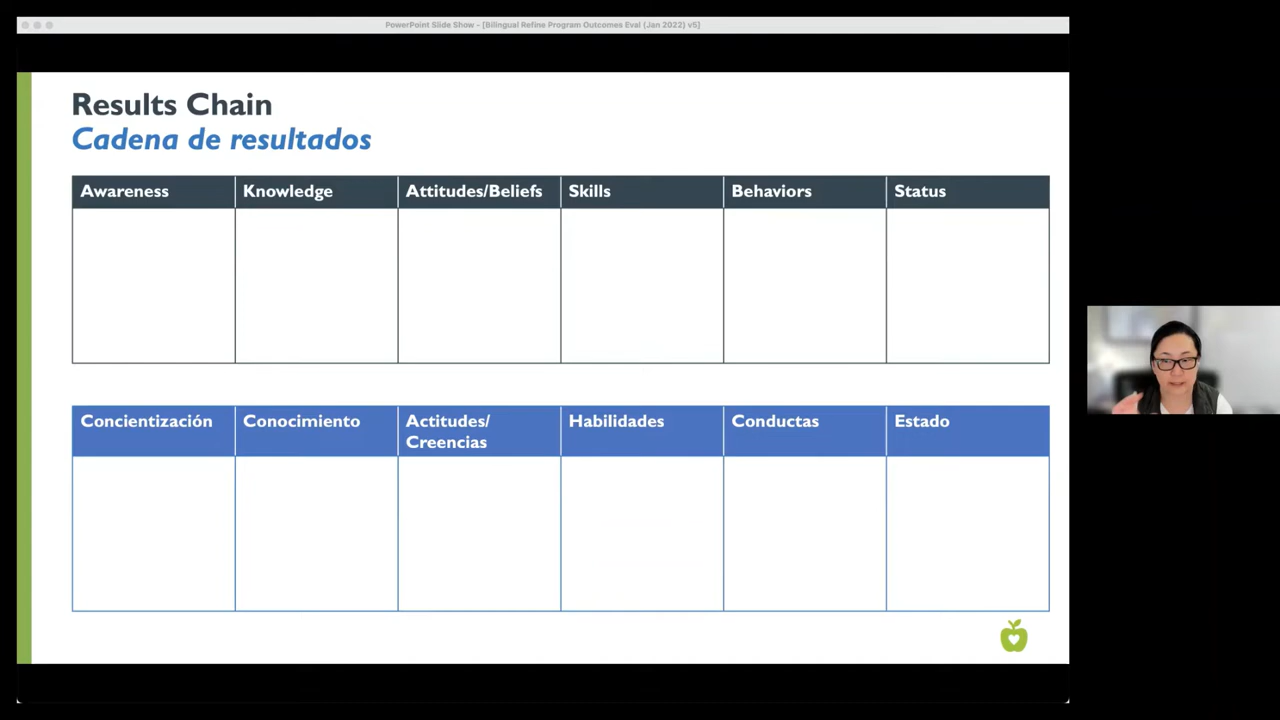 PowerPoint Slide Show - [Bilingual Refine Program Outcomes Eval (Jan 2022) v5]
Results Chain
Cadena de resultados
Awareness Knowledge Attitudes/Beliefs Skills Behaviors Status
Concientización Conocimiento Actitudes/ Habilidades Conductas Estado
Creencias